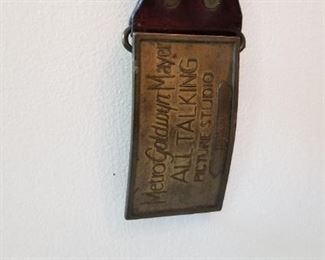 Metro Goldwyn Mayer
ALL TALKING
PICTURE STUDIO